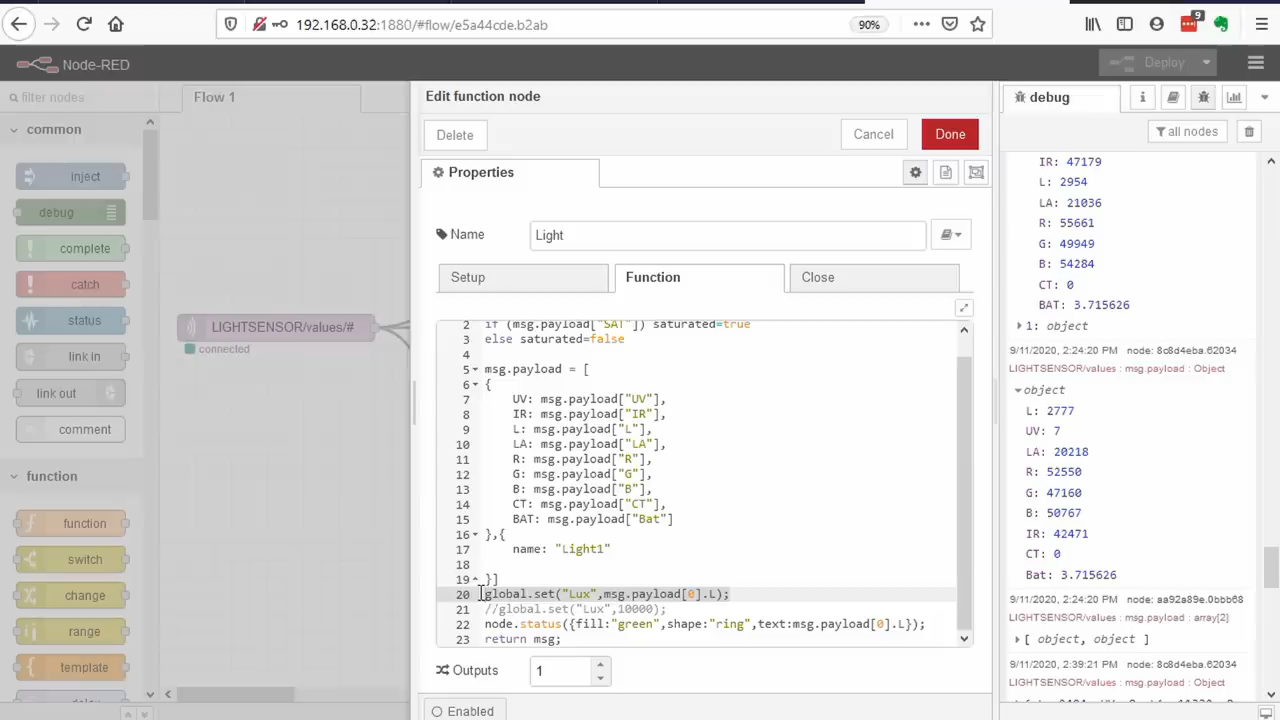 192.168.0.32:1880/#flow/e5a44cde.b2ab
90%
9
Node-RED
Deploy
filter nodes
Flow 1
common
inject
debug
complete
catch
status
link in
link out
comment
function
function
switch
change
range
template
LIGHTSENSOR/values/#
connected
Edit function node
Delete
Cancel
Done
Properties
Name
Light
Setup
Function
Close
2 if (msg.payload["SAT"]) saturated=true
3 else saturated=false
4
5 msg.payload = [
6 {
7 UV: msg.payload["UV"],
8 IR: msg.payload["IR"],
9 L: msg.payload["L"],
10 LA: msg.payload["LA"],
11 R: msg.payload["R"],
12 G: msg.payload["G"],
13 B: msg.payload["B"],
14 CT: msg.payload["CT"],
15 BAT: msg.payload["Bat"]
16 },{
17 name: "Light1"
18
19 }]
20 global.set("Lux",msg.payload[0].L);
21 //global.set("Lux",10000);
22 node.status({fill:"green",shape:"ring",text:msg.payload[0].L});
23 return msg;
Outputs
1
Enabled
debug
all nodes
IR: 47179
L: 2954
LA: 21036
R: 55661
G: 49949
B: 54284
CT: 0
BAT: 3.715626
1: object
9/11/2020, 2:24:20 PM node: 8c8d4eba.62034
LIGHTSENSOR/values : msg.payload : Object
object
L: 2777
UV: 7
LA: 20218
R: 52550
G: 47160
B: 50767
IR: 42471
CT: 0
Bat: 3.715626
9/11/2020, 2:24:20 PM node: aa92a89e.0bbb68
LIGHTSENSOR/values : msg.payload : array[2]
[ object, object ]
9/11/2020, 2:39:21 PM node: 8c8d4eba.62034
LIGHTSENSOR/values : msg.payload : Object